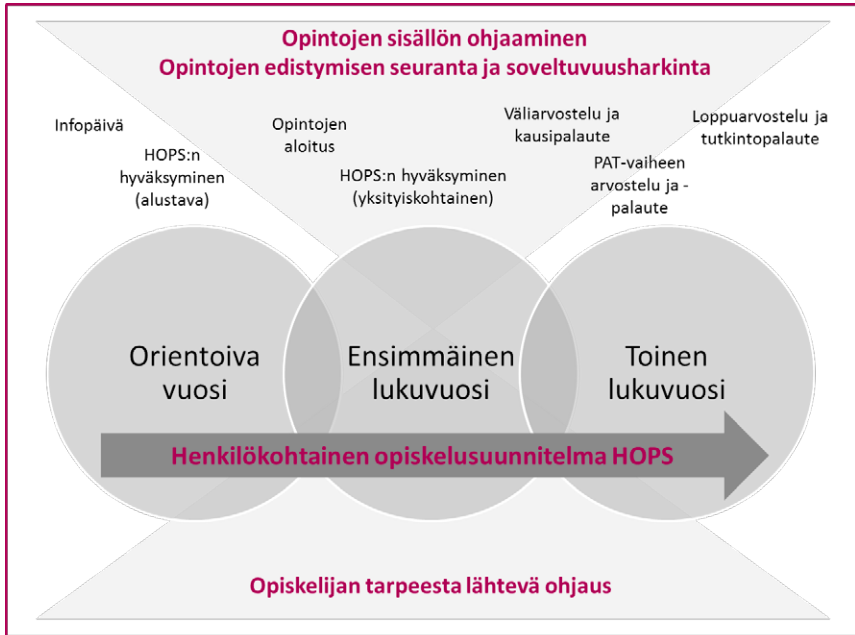 Opintojen sisällön ohjaaminen
Opintojen edistymisen seuranta ja soveltuvuusharkinta
Infopäivä
HOPS:n
hyväksyminen
(alustava)
Opintojen
aloitus
HOPS:n hyväksyminen
(yksityiskohtainen)
Väliarvostelu ja
kausipalaute
PAT-vaiheen
arvostelu ja -
palaute
Loppuarvostelu ja
tutkintopalaute
Orientoiva
vuosi
Ensimmäinen
lukuvuosi
Toinen
lukuvuosi
Henkilökohtainen opiskelusuunnitelma HOPS
Opiskelijan tarpeesta lähtevä ohjaus